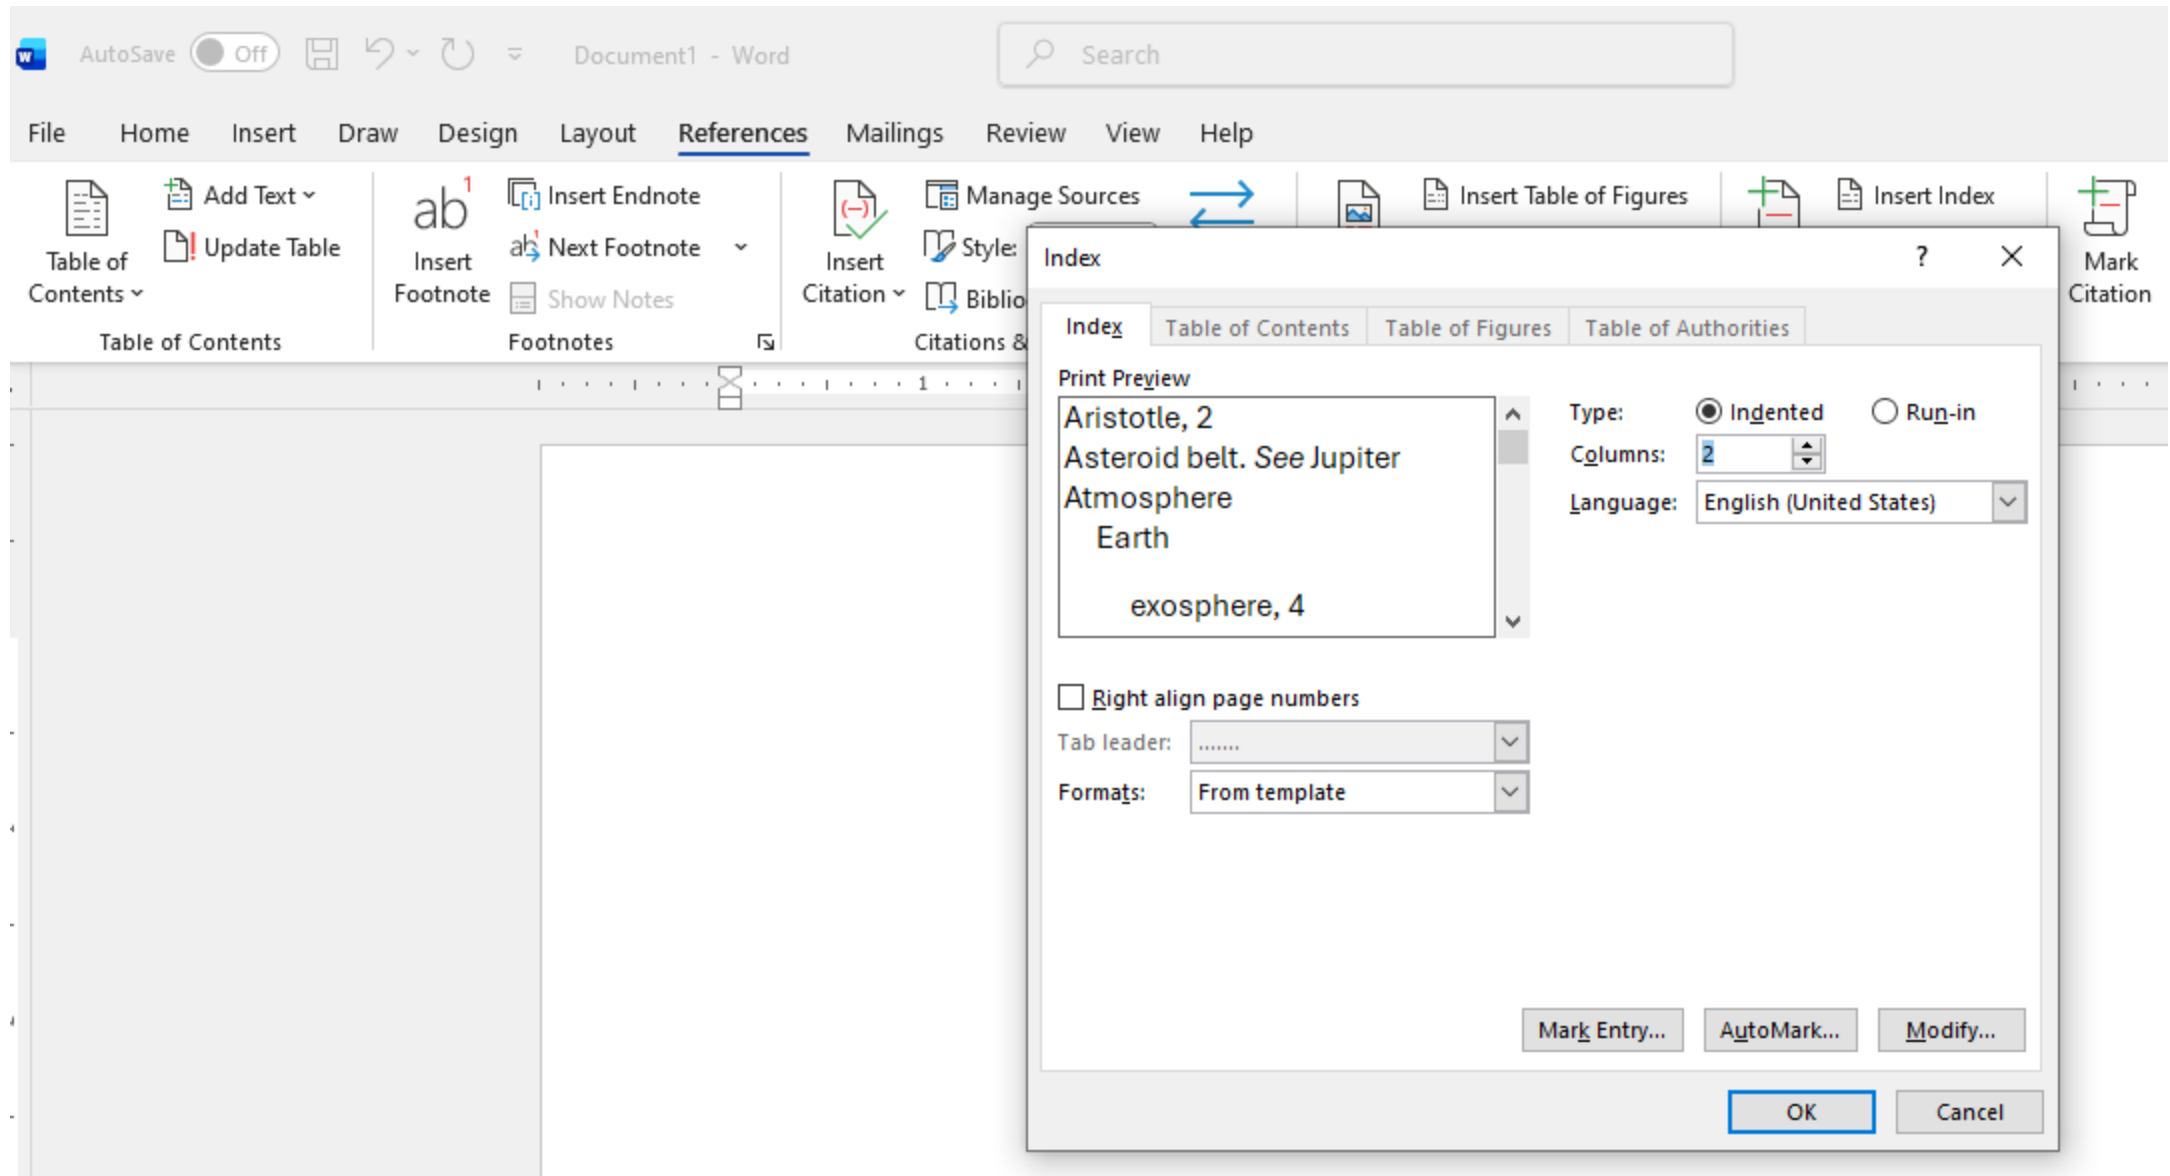 AutoSave Off Document1 - Word Search
File Home Insert Draw Design Layout References Mailings Review View Help
Table of Contents
Add Text
Update Table
Table of Contents
ab1
Insert Footnote
Insert Endnote
Next Footnote
Show Notes
Footnotes
Insert Citation
Manage Sources
Style:
Citations &
Insert Table of Figures
Insert Index
Mark Citation
1
Index ?
Index Table of Contents Table of Figures Table of Authorities
Print Preview
Aristotle, 2
Asteroid belt. See Jupiter
Atmosphere
Earth
exosphere, 4
Type: Indented Run-in
Columns: 2
Language: English (United States)
Right align page numbers
Tab leader: .......
Formats: From template
Mark Entry... AutoMark... Modify...
OK Cancel